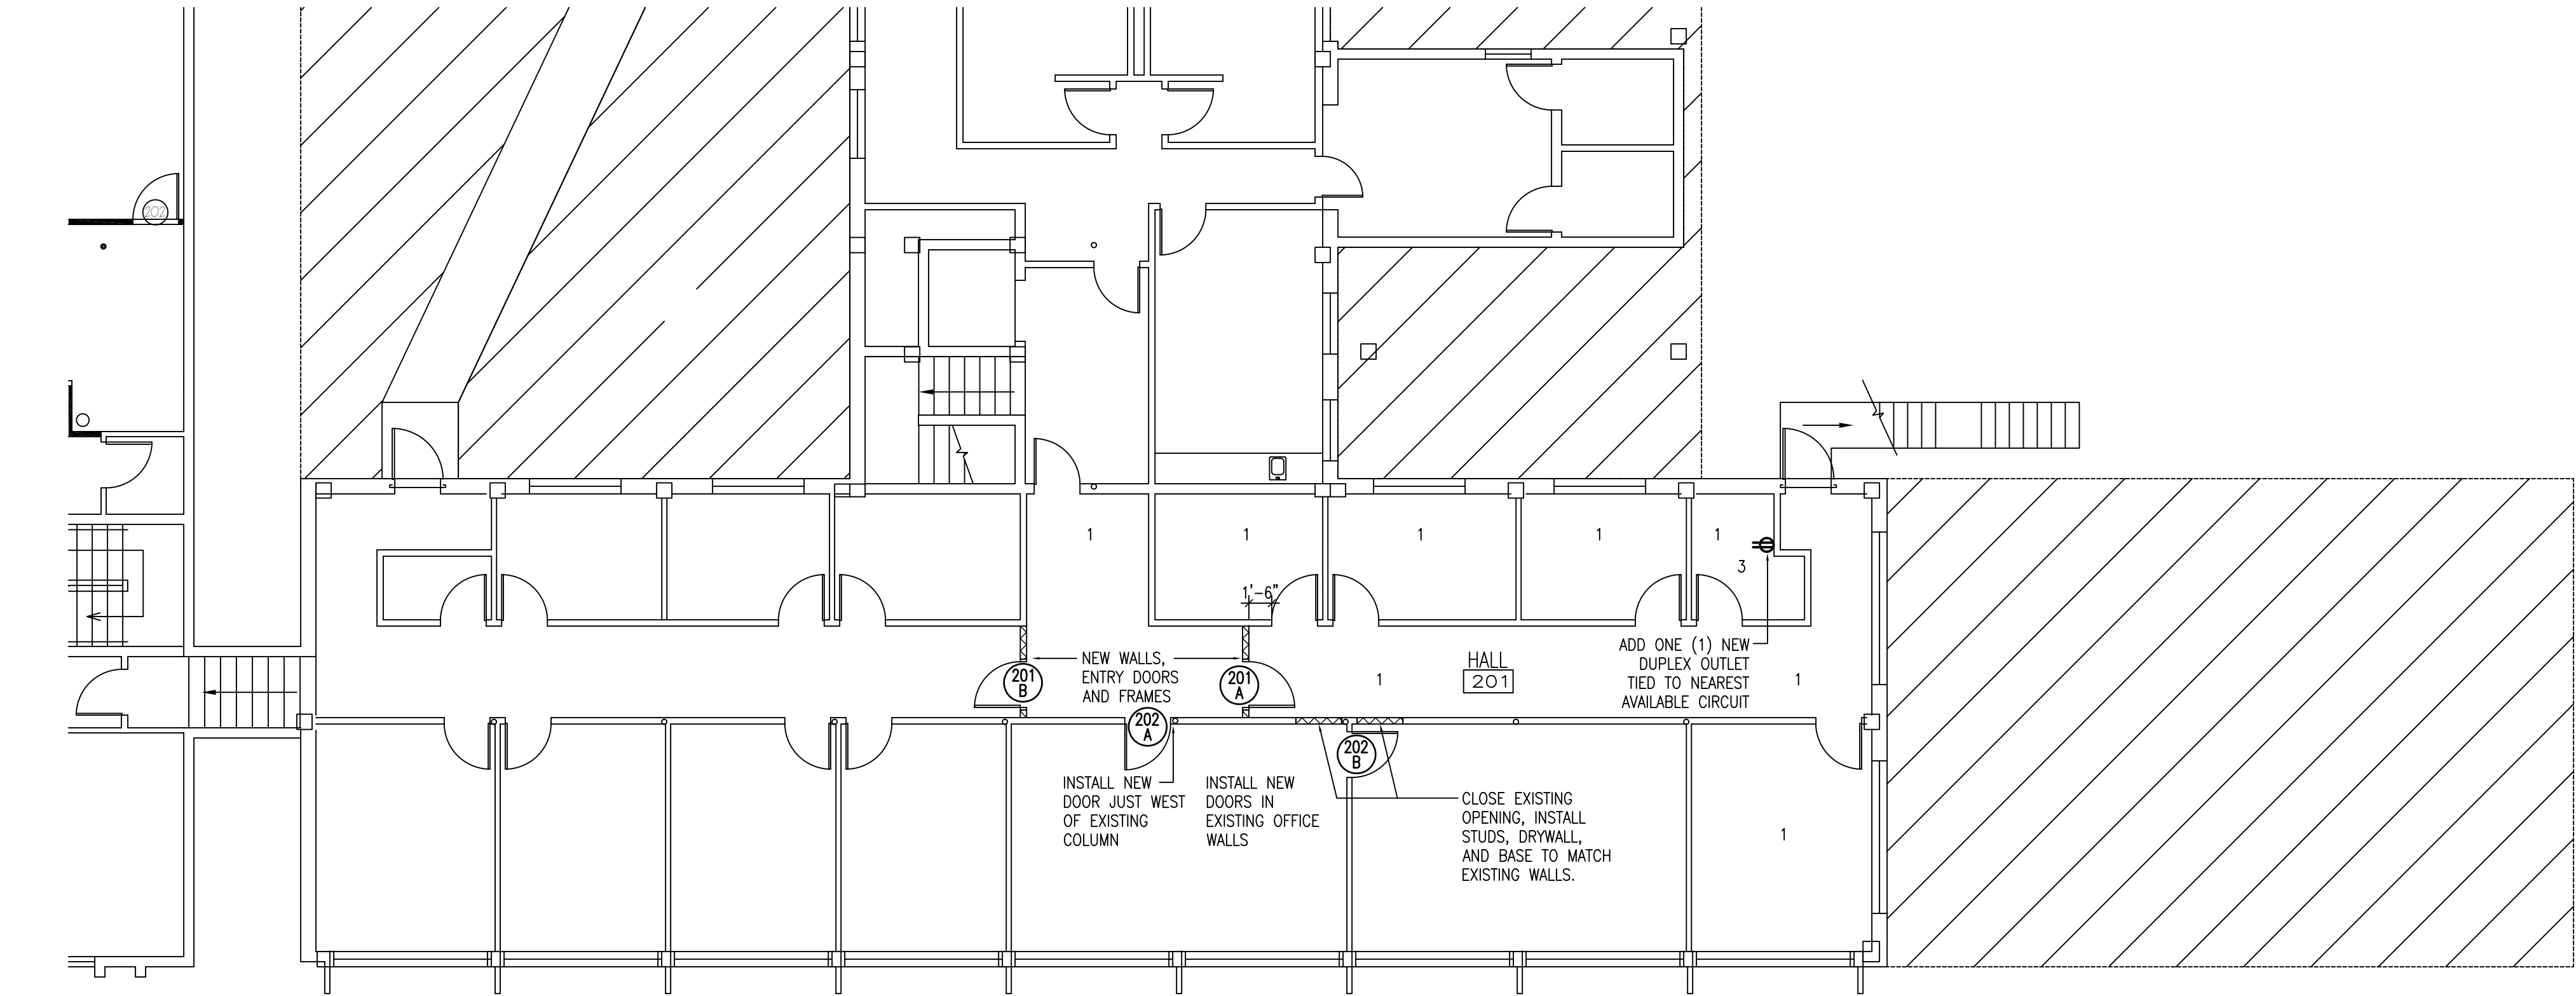 202
1
1
1
1
1
3
1'-6"
NEW WALLS,
ENTRY DOORS
AND FRAMES
201
B
201
A
1
HALL
201
ADD ONE (1) NEW
DUPLEX OUTLET
TIED TO NEAREST
AVAILABLE CIRCUIT
1
202
A
202
B
INSTALL NEW
DOOR JUST WEST
OF EXISTING
COLUMN
INSTALL NEW
DOORS IN
EXISTING OFFICE
WALLS
CLOSE EXISTING
OPENING, INSTALL
STUDS, DRYWALL,
AND BASE TO MATCH
EXISTING WALLS.
1